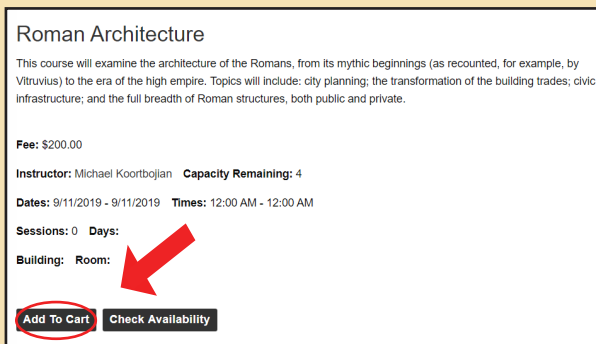 Roman Architecture
This course will examine the architecture of the Romans, from its mythic beginnings (as recounted, for example, by
Vitruvius) to the era of the high empire. Topics will include: city planning; the transformation of the building trades; civic
infrastructure; and the full breadth of Roman structures, both public and private.
Fee: $200.00
Instructor: Michael Koortbojian Capacity Remaining: 4
Dates: 9/11/2019 - 9/11/2019 Times: 12:00 AM - 12:00 AM
Sessions: 0 Days:
Building: Room:
Add To Cart Check Availability